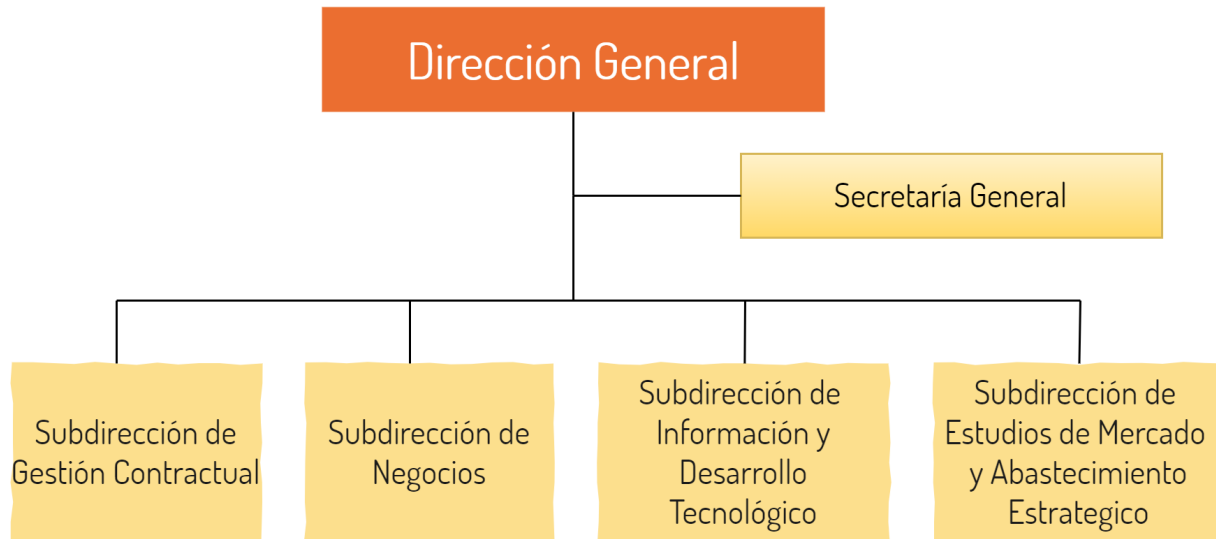 Dirección General
Secretaría General
Subdirección de
Gestión Contractual
Subdirección de
Negocios
Subdirección de
Información y
Desarrollo
Tecnológico
Subdirección de
Estudios de Mercado
y Abastecimiento
Estrategico